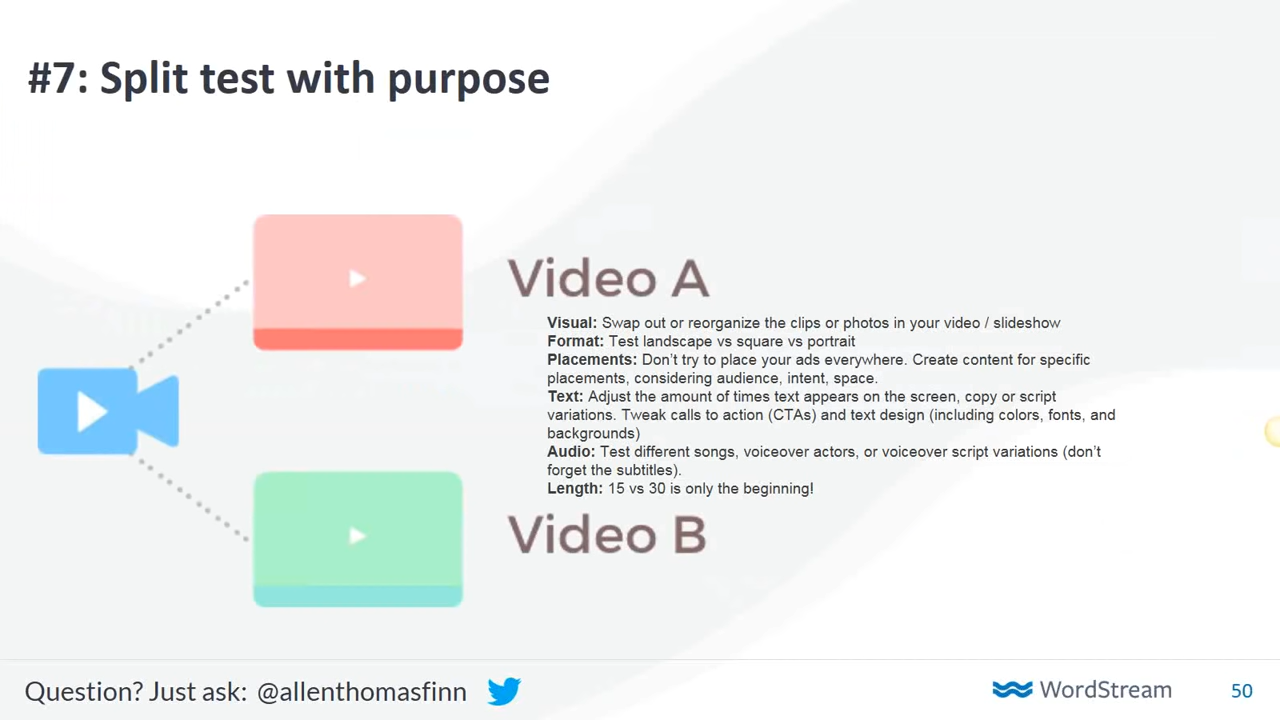 #7: Split test with purpose
Video A
Visual: Swap out or reorganize the clips or photos in your video / slideshow
Format: Test landscape vs square vs portrait
Placements: Don't try to place your ads everywhere. Create content for specific
placements, considering audience, intent, space.
Text: Adjust the amount of times text appears on the screen, copy or script
variations. Tweak calls to action (CTAs) and text design (including colors, fonts, and
backgrounds)
Audio: Test different songs, voiceover actors, or voiceover script variations (don't
forget the subtitles).
Length: 15 vs 30 is only the beginning!
Video B
Question? Just ask: @allenthomasfinn
WordStream
50